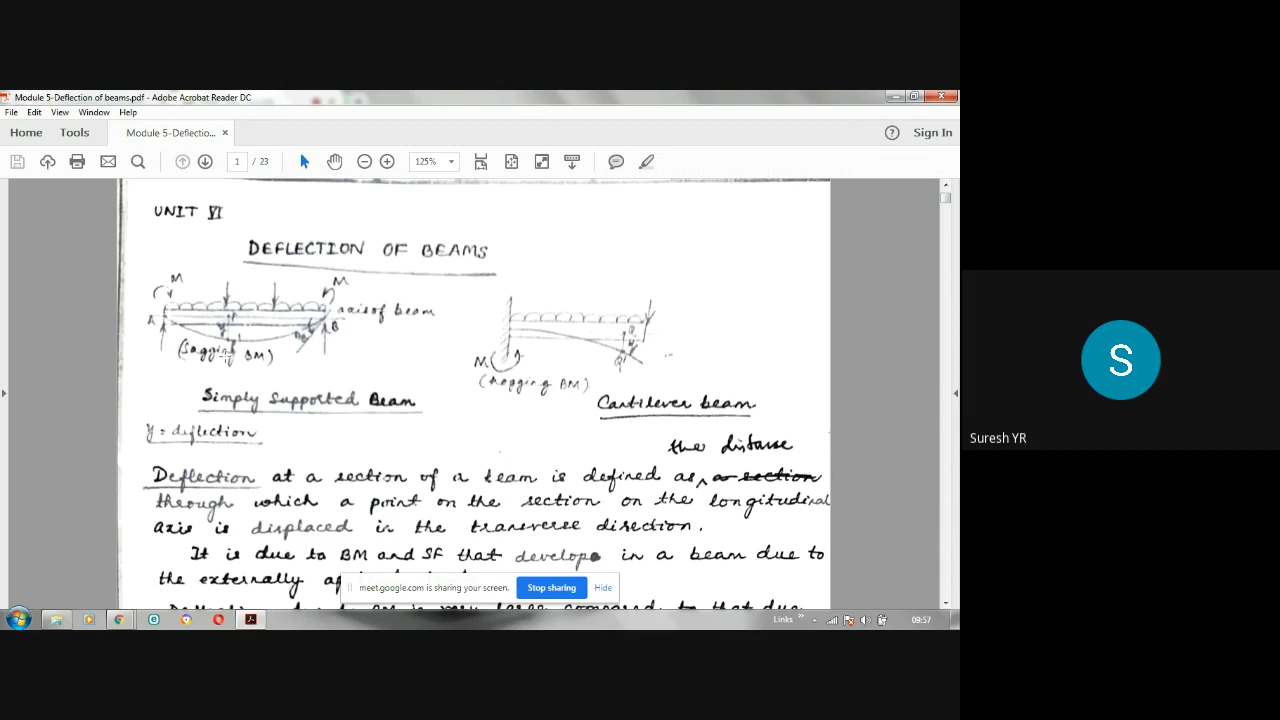 Module 5-Deflection of beams.pdf - Adobe Acrobat Reader DC
File Edit View Window Help
Home Tools Module 5-Deflectio... × Sign In
1 / 23 125%
UNIT VI
DEFLECTION OF BEAMS
M M
axis of beam
A B
y
(Sagging BM)
M
(hogging BM)
Simply Supported Beam
Cantilever beam
y = deflection
the distance
Deflection at a section of a beam is defined as a section
through which a point on the section on the longitudinal
axis is displaced in the transverse direction.
It is due to BM and SF that develop in a beam due to
the externally
meet.google.com is sharing your screen. Stop sharing Hide
compared to that due
Links 09:57
S
Suresh YR